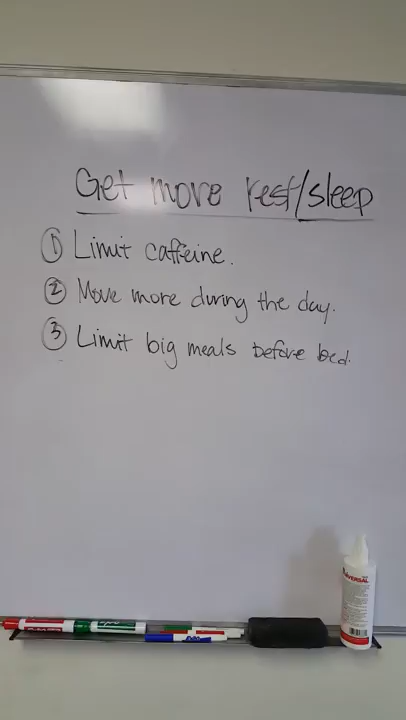 Get more rest/sleep
① Limit caffeine.
② Move more during the day.
③ Limit big meals before bed.
UNIVERSAL